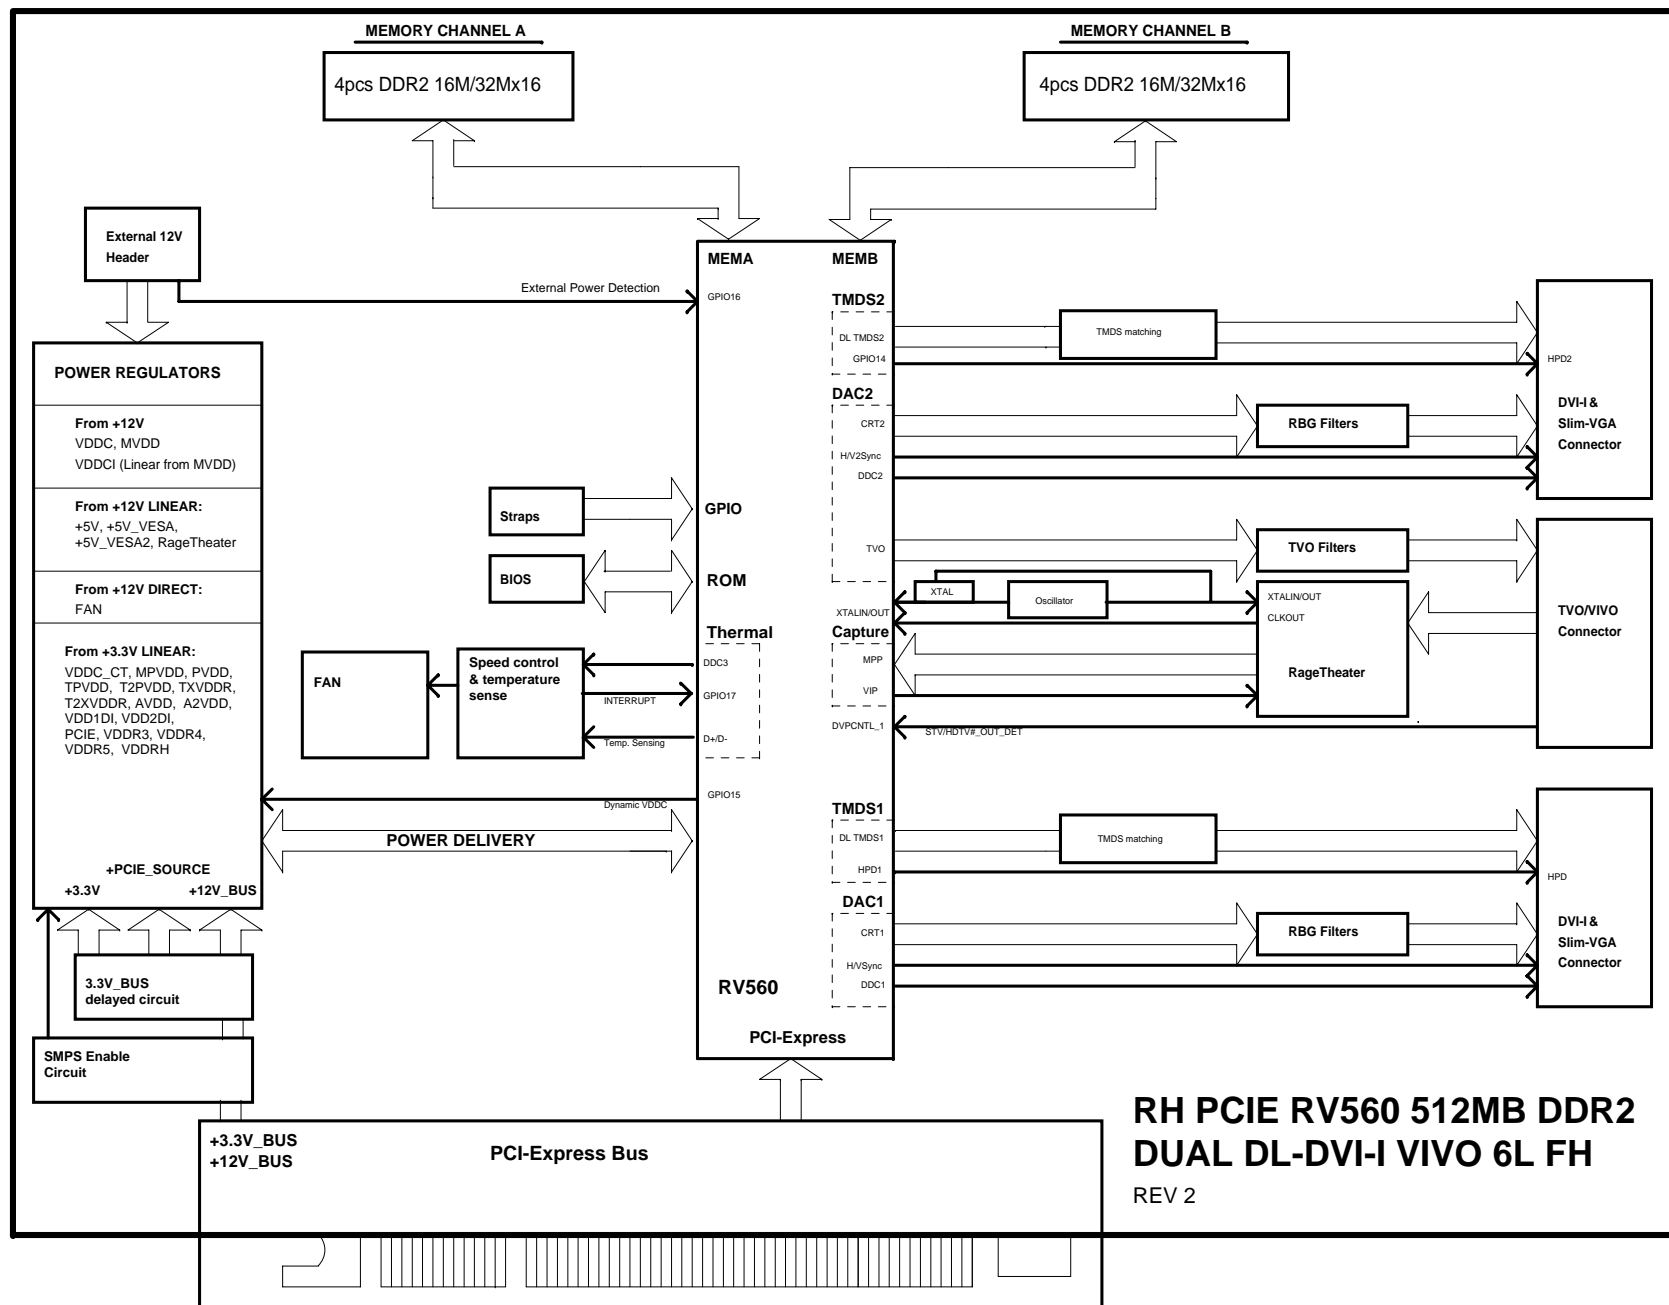 MEMORY CHANNEL A
4pcs DDR2 16M/32Mx16
MEMORY CHANNEL B
4pcs DDR2 16M/32Mx16
External 12V
Header
External Power Detection
POWER REGULATORS
From +12V
VDDC, MVDD
VDDCI (Linear from MVDD)
From +12V LINEAR:
+5V, +5V_VESA,
+5V_VESA2, RageTheater
From +12V DIRECT:
FAN
From +3.3V LINEAR:
VDDC_CT, MPVDD, PVDD,
TPVDD, T2PVDD, TXVDDR,
T2XVDDR, AVDD, A2VDD,
VDD1DI, VDD2DI,
PCIE, VDDR3, VDDR4,
VDDR5, VDDRH
+PCIE_SOURCE
+3.3V
+12V_BUS
3.3V_BUS
delayed circuit
SMPS Enable
Circuit
Straps
BIOS
FAN
Speed control
& temperature
sense
INTERRUPT
Temp. Sensing
Dynamic VDDC
POWER DELIVERY
MEMA
MEMB
GPIO16
GPIO
ROM
Thermal
DDC3
GPIO17
D+/D-
GPIO15
RV560
PCI-Express
TMDS2
DL TMDS2
GPIO14
DAC2
CRT2
H/V2Sync
DDC2
TVO
XTALIN/OUT
Capture
MPP
VIP
DVPCNTL_1
TMDS1
DL TMDS1
HPD1
DAC1
CRT1
H/VSync
DDC1
TMDS matching
RBG Filters
TVO Filters
XTAL
Oscillator
XTALIN/OUT
CLKOUT
RageTheater
STV/HDTV#_OUT_DET
TMDS matching
RBG Filters
HPD2
DVI-I &
Slim-VGA
Connector
TVO/VIVO
Connector
HPD
DVI-I &
Slim-VGA
Connector
+3.3V_BUS
+12V_BUS
PCI-Express Bus
RH PCIE RV560 512MB DDR2
DUAL DL-DVI-I VIVO 6L FH
REV 2